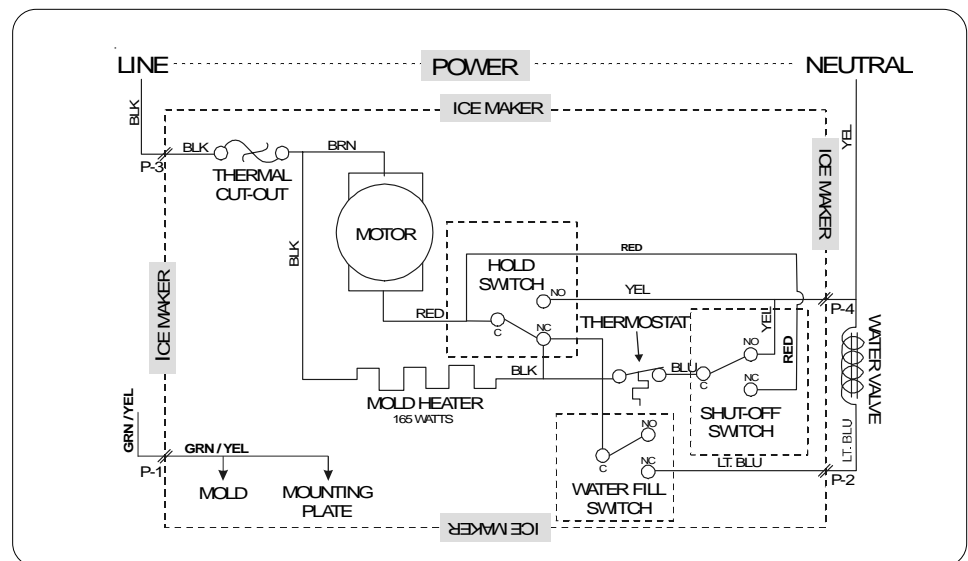 LINE
POWER
NEUTRAL
ICE MAKER
BLK
YEL
BLK
BRN
P-3
THERMAL
CUT-OUT
ICE MAKER
MOTOR
BLK
RED
HOLD
SWITCH
ICE MAKER
NO
YEL
P-4
RED
C
NC
THERMOSTAT
YEL
RED
WATER VALVE
NO
BLK
BLU
C
NC
MOLD HEATER
165 WATTS
SHUT-OFF
SWITCH
GRN / YEL
NO
GRN / YEL
C
NC
LT. BLU
LT. BLU
P-1
P-2
MOLD
MOUNTING
PLATE
WATER FILL
SWITCH
ICE MAKER